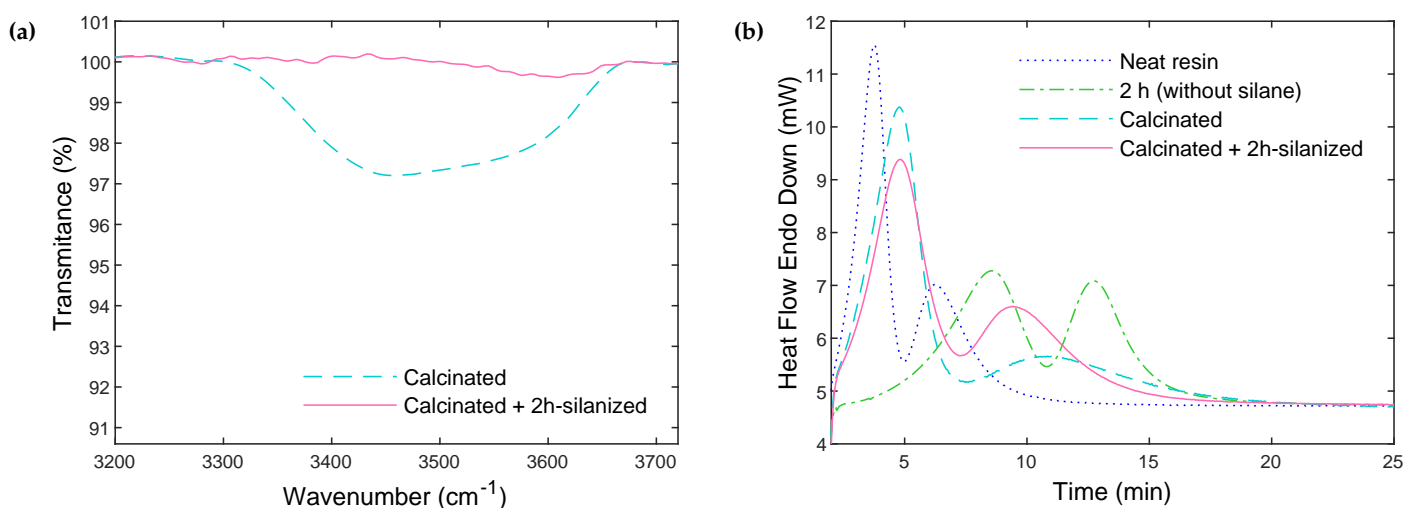 (a)
101
100
99
98
97
96
95
94
93
92
91
Transmitance (%)
Calcinated
Calcinated + 2h-silanized
3200 3300 3400 3500 3600 3700
Wavenumber (cm⁻¹)
(b)
12
11
10
9
8
7
6
5
4
Heat Flow Endo Down (mW)
Neat resin
2 h (without silane)
Calcinated
Calcinated + 2h-silanized
5 10 15 20 25
Time (min)